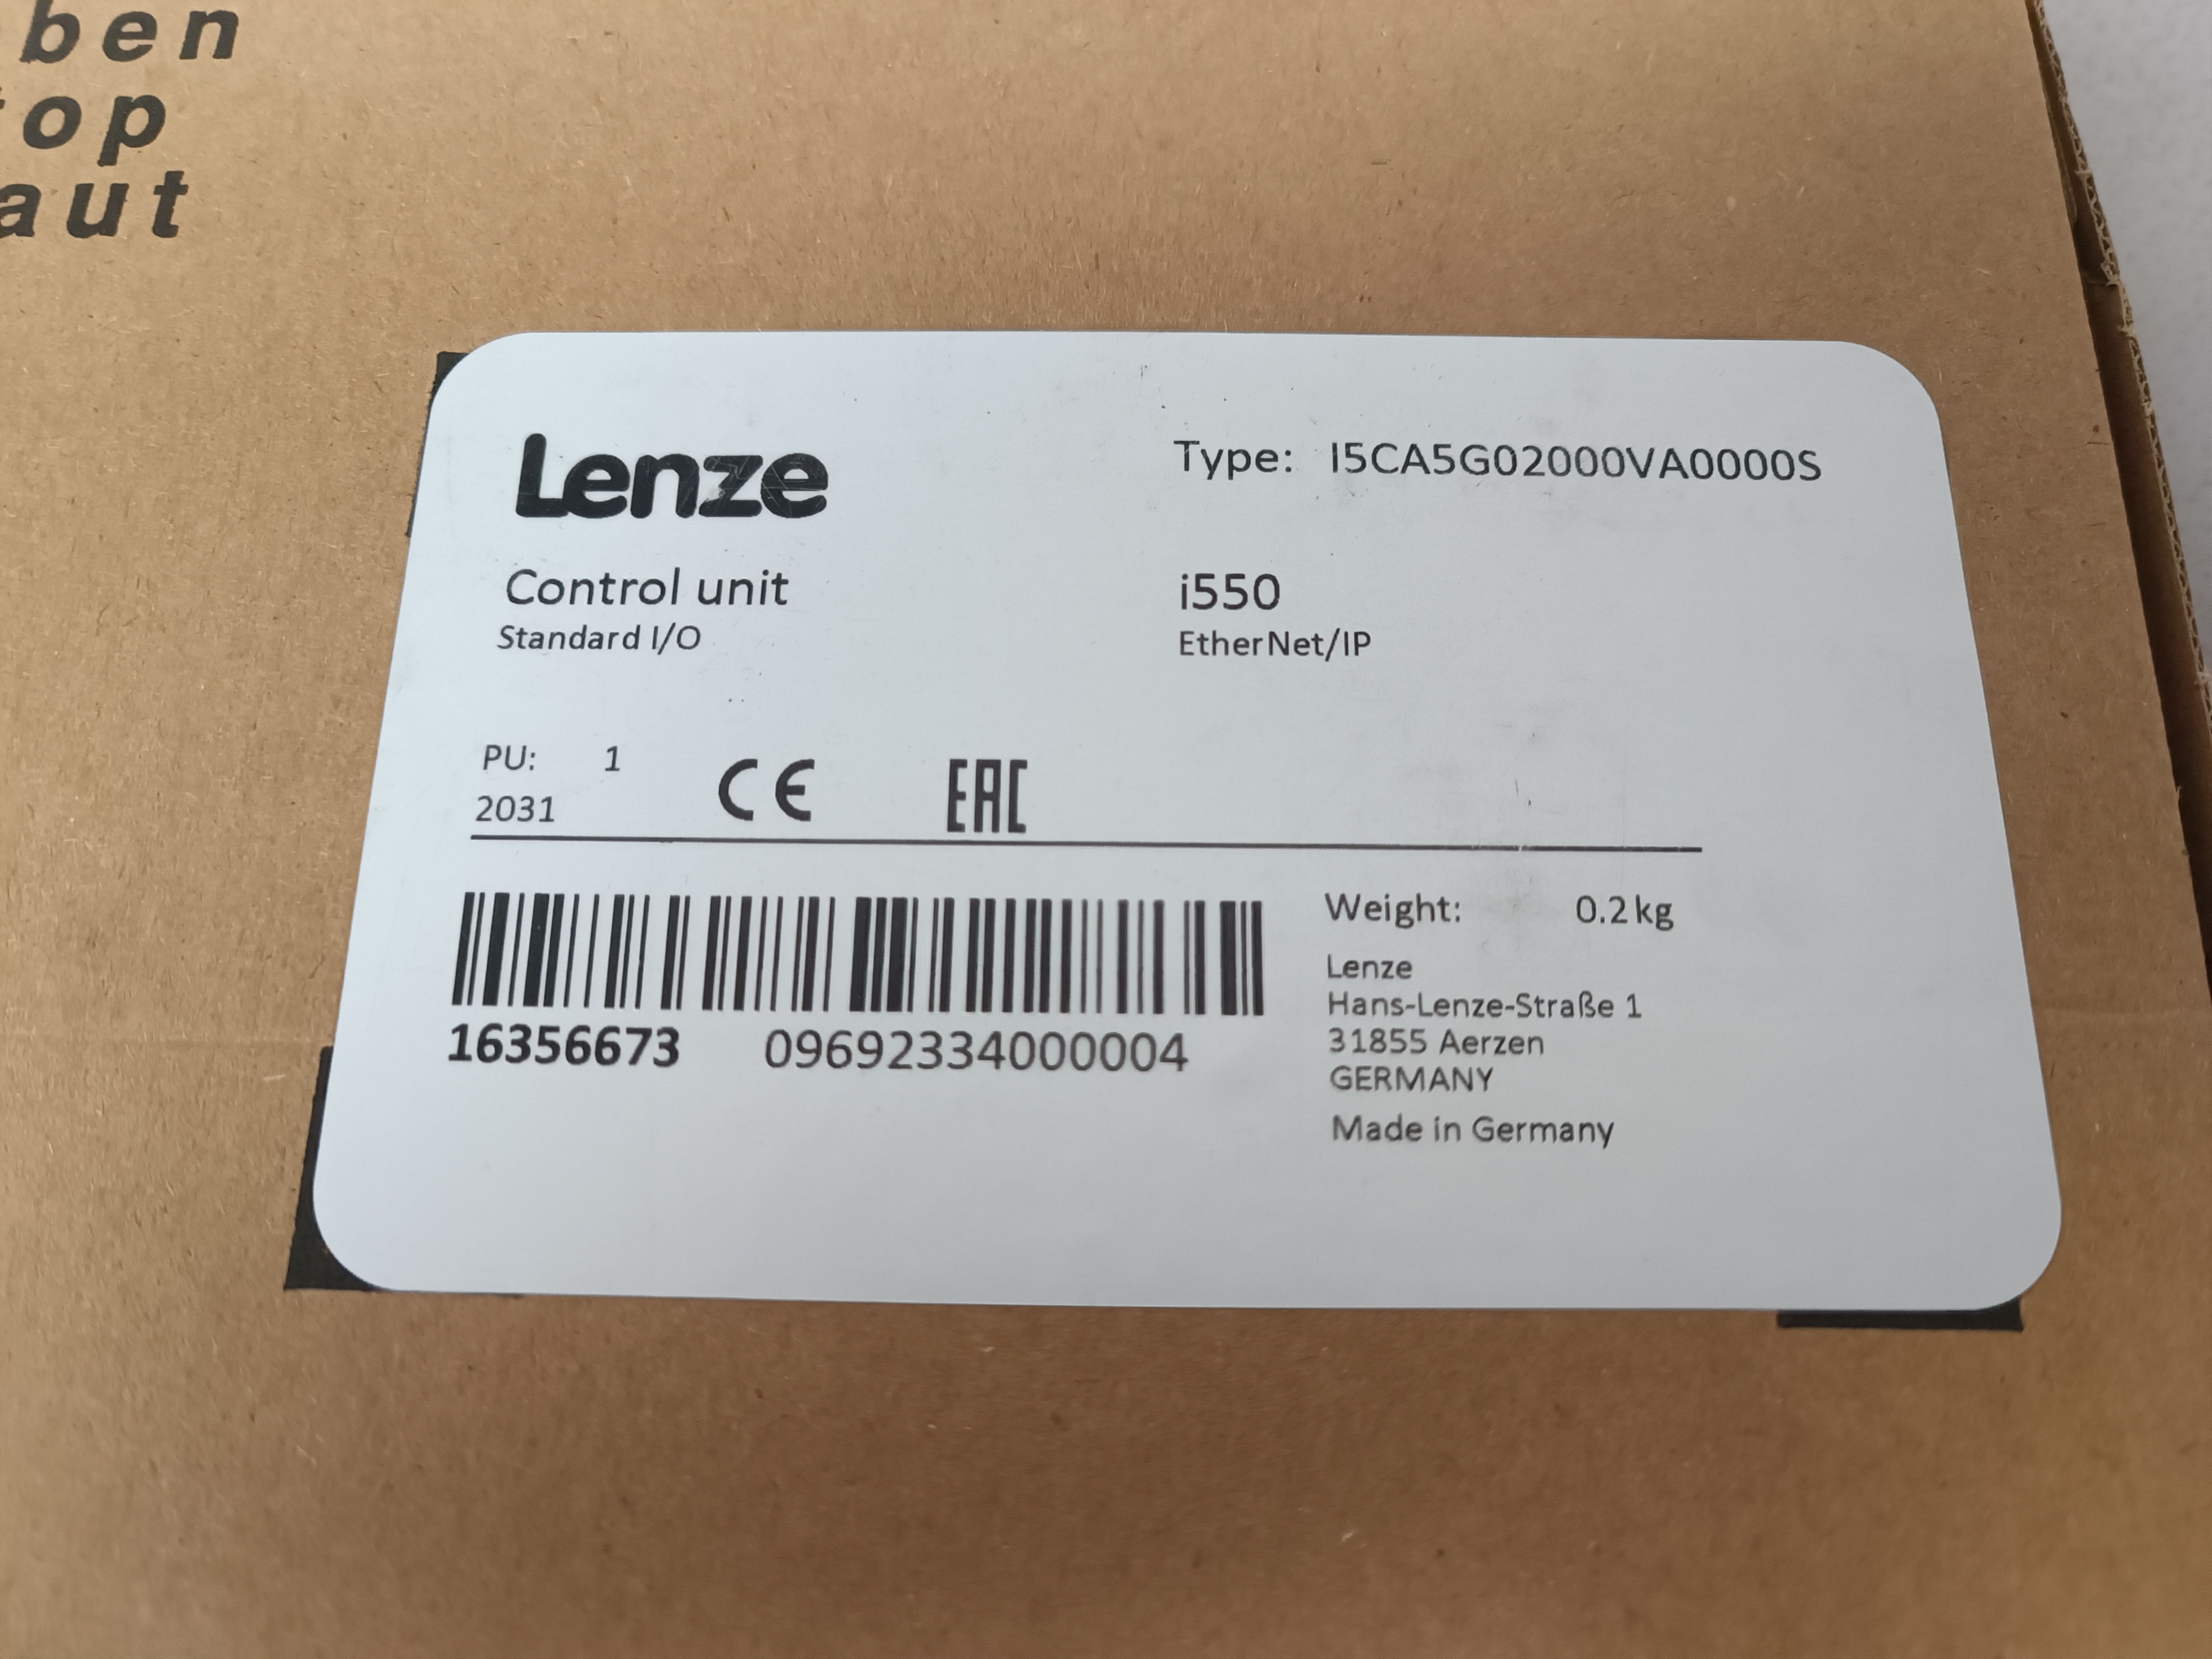 ben
top
aut
Lenze
Type: I5CA5G02000VA0000S
Control unit
Standard I/O
i550
EtherNet/IP
PU: 1
2031
CE
EAC
16356673 09692334000004
Weight: 0.2 kg
Lenze
Hans-Lenze-Straße 1
31855 Aerzen
GERMANY
Made in Germany